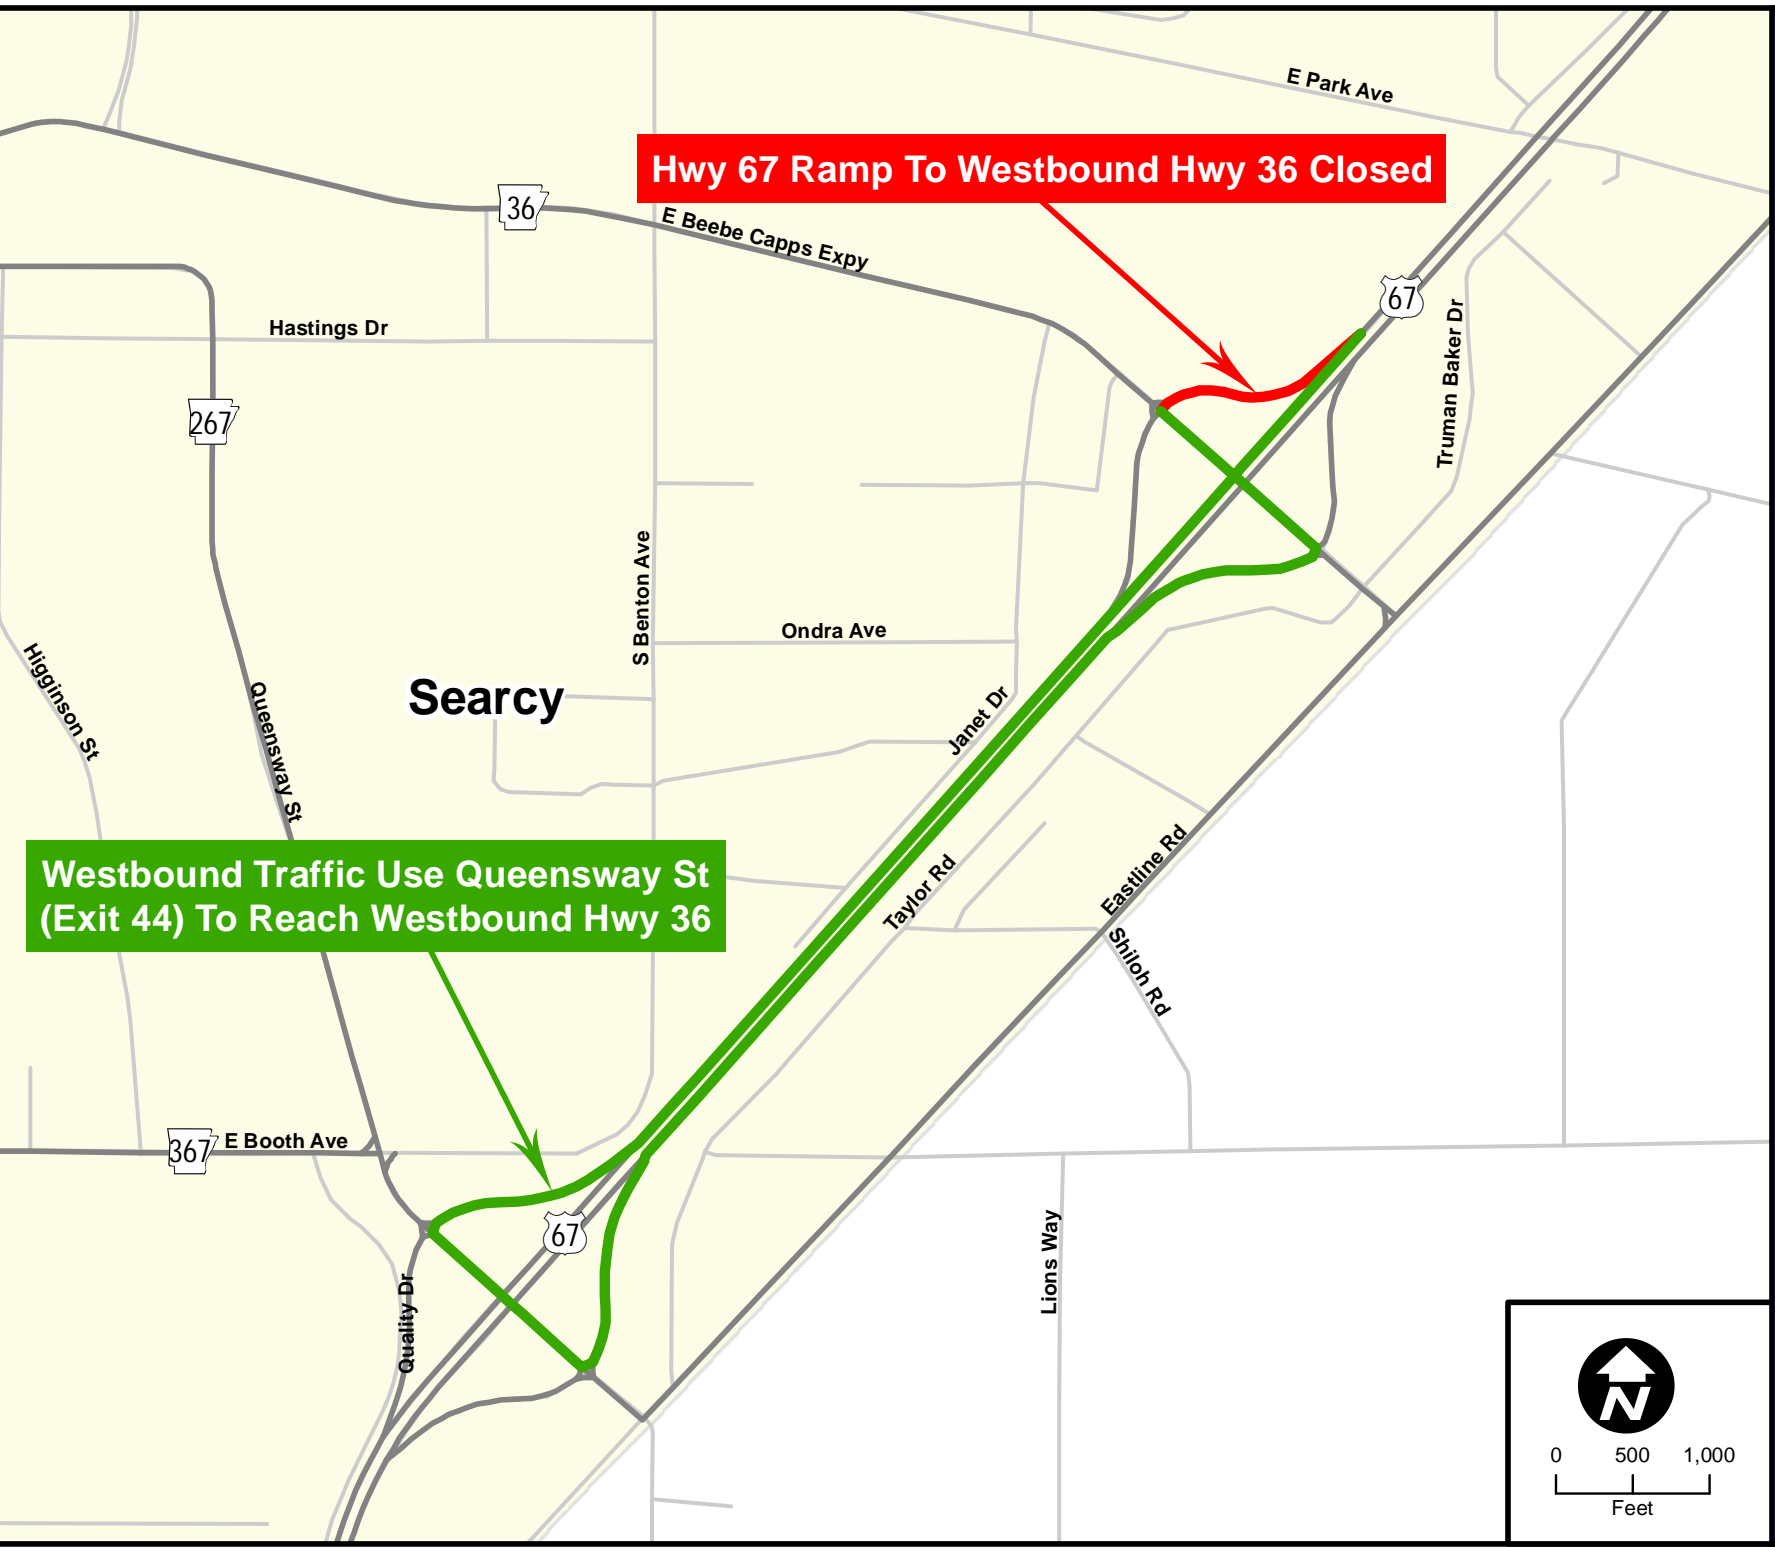 E Park Ave
Hwy 67 Ramp To Westbound Hwy 36 Closed
36
E Beebe Capps Expy
67
Hastings Dr
Truman Baker Dr
267
S Benton Ave
Ondra Ave
Higginson St
Queensway St
Searcy
Janet Dr
Westbound Traffic Use Queensway St
(Exit 44) To Reach Westbound Hwy 36
Taylor Rd
Eastline Rd
Shiloh Rd
367
E Booth Ave
67
Lions Way
Quality Dr
N
0 500 1,000
Feet